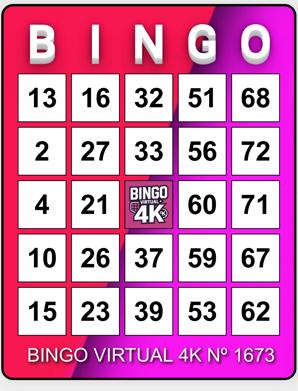 BINGO
13 16 32 51 68
2 27 33 56 72
4 21 BINGO VIRTUAL 4K 60 71
10 26 37 59 67
15 23 39 53 62
BINGO VIRTUAL 4K Nº 1673